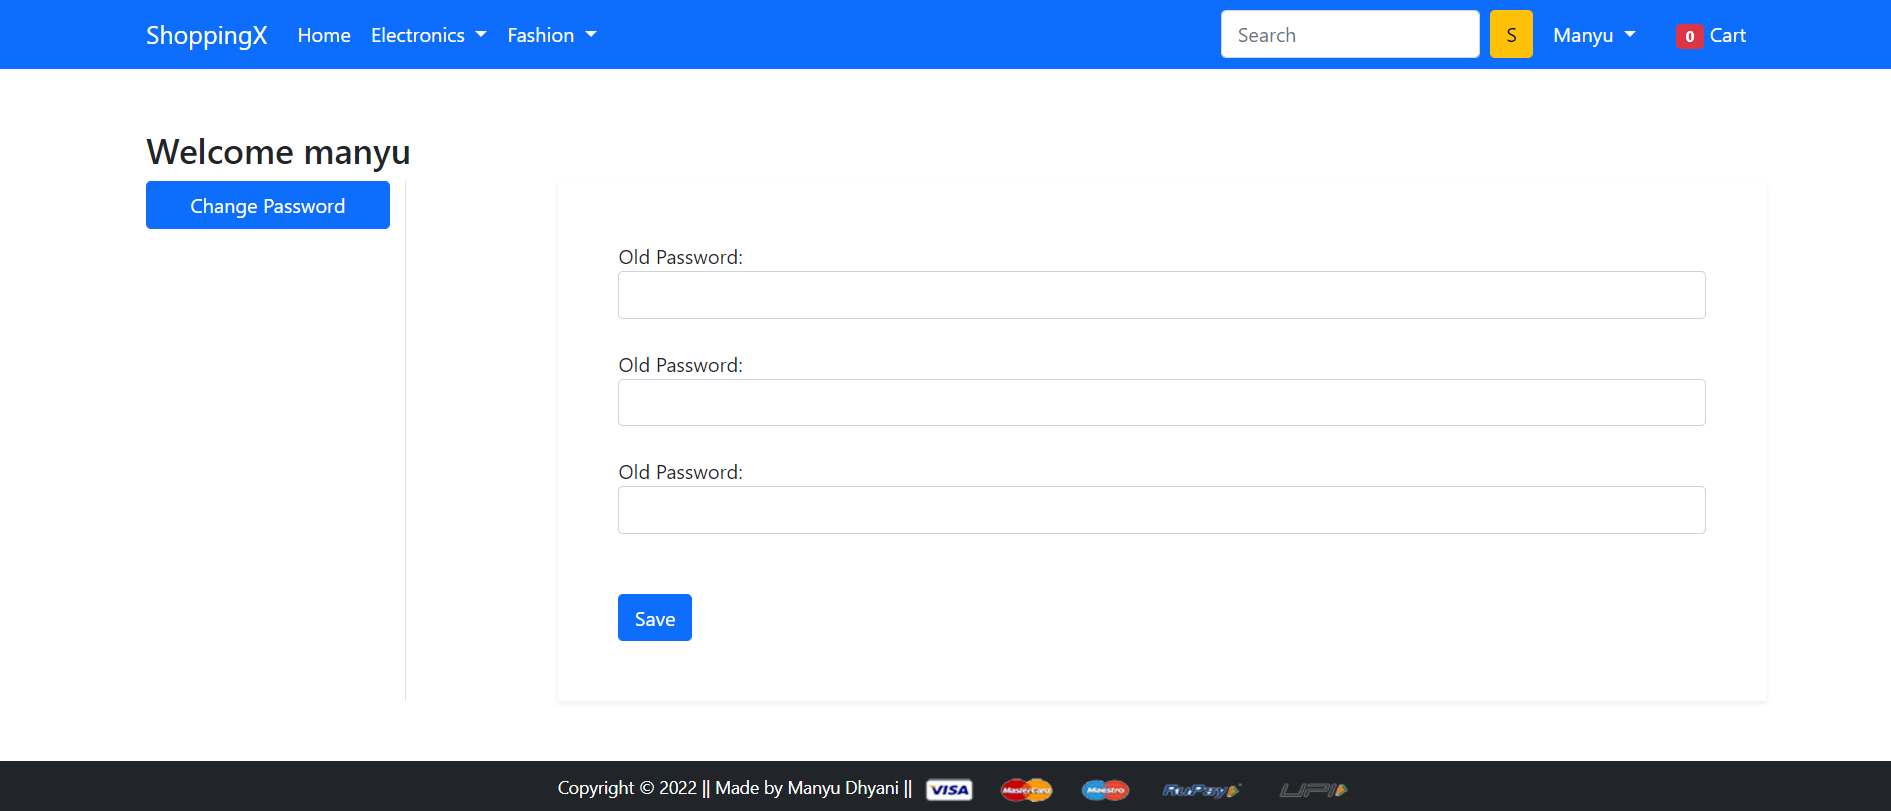 ShoppingX Home Electronics Fashion Search S Manyu 0 Cart
Welcome manyu
Change Password
Old Password:
Old Password:
Old Password:
Save
Copyright © 2022 || Made by Manyu Dhyani || VISA MasterCard Maestro RuPay UPI